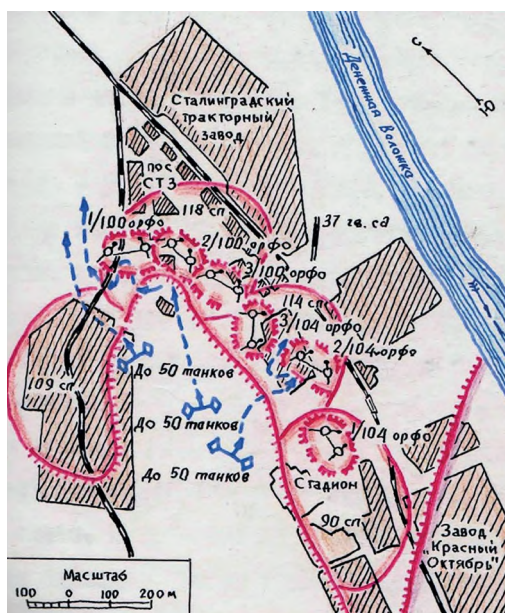 Сталинградский
тракторный
завод
Денежная Воложка
С
Ю
пос.
СТЗ
118 сп
1/100 орфо
2/100 орфо
37 гв. сд
3/100 орфо
114 сп
3/104 орфо
2/104 орфо
109 сп
До 50 танков
До 50 танков
До 50 танков
1/104 орфо
Стадион
90 сп
Завод
"Красный
Октябрь"
Масштаб
100 0 100 200 м